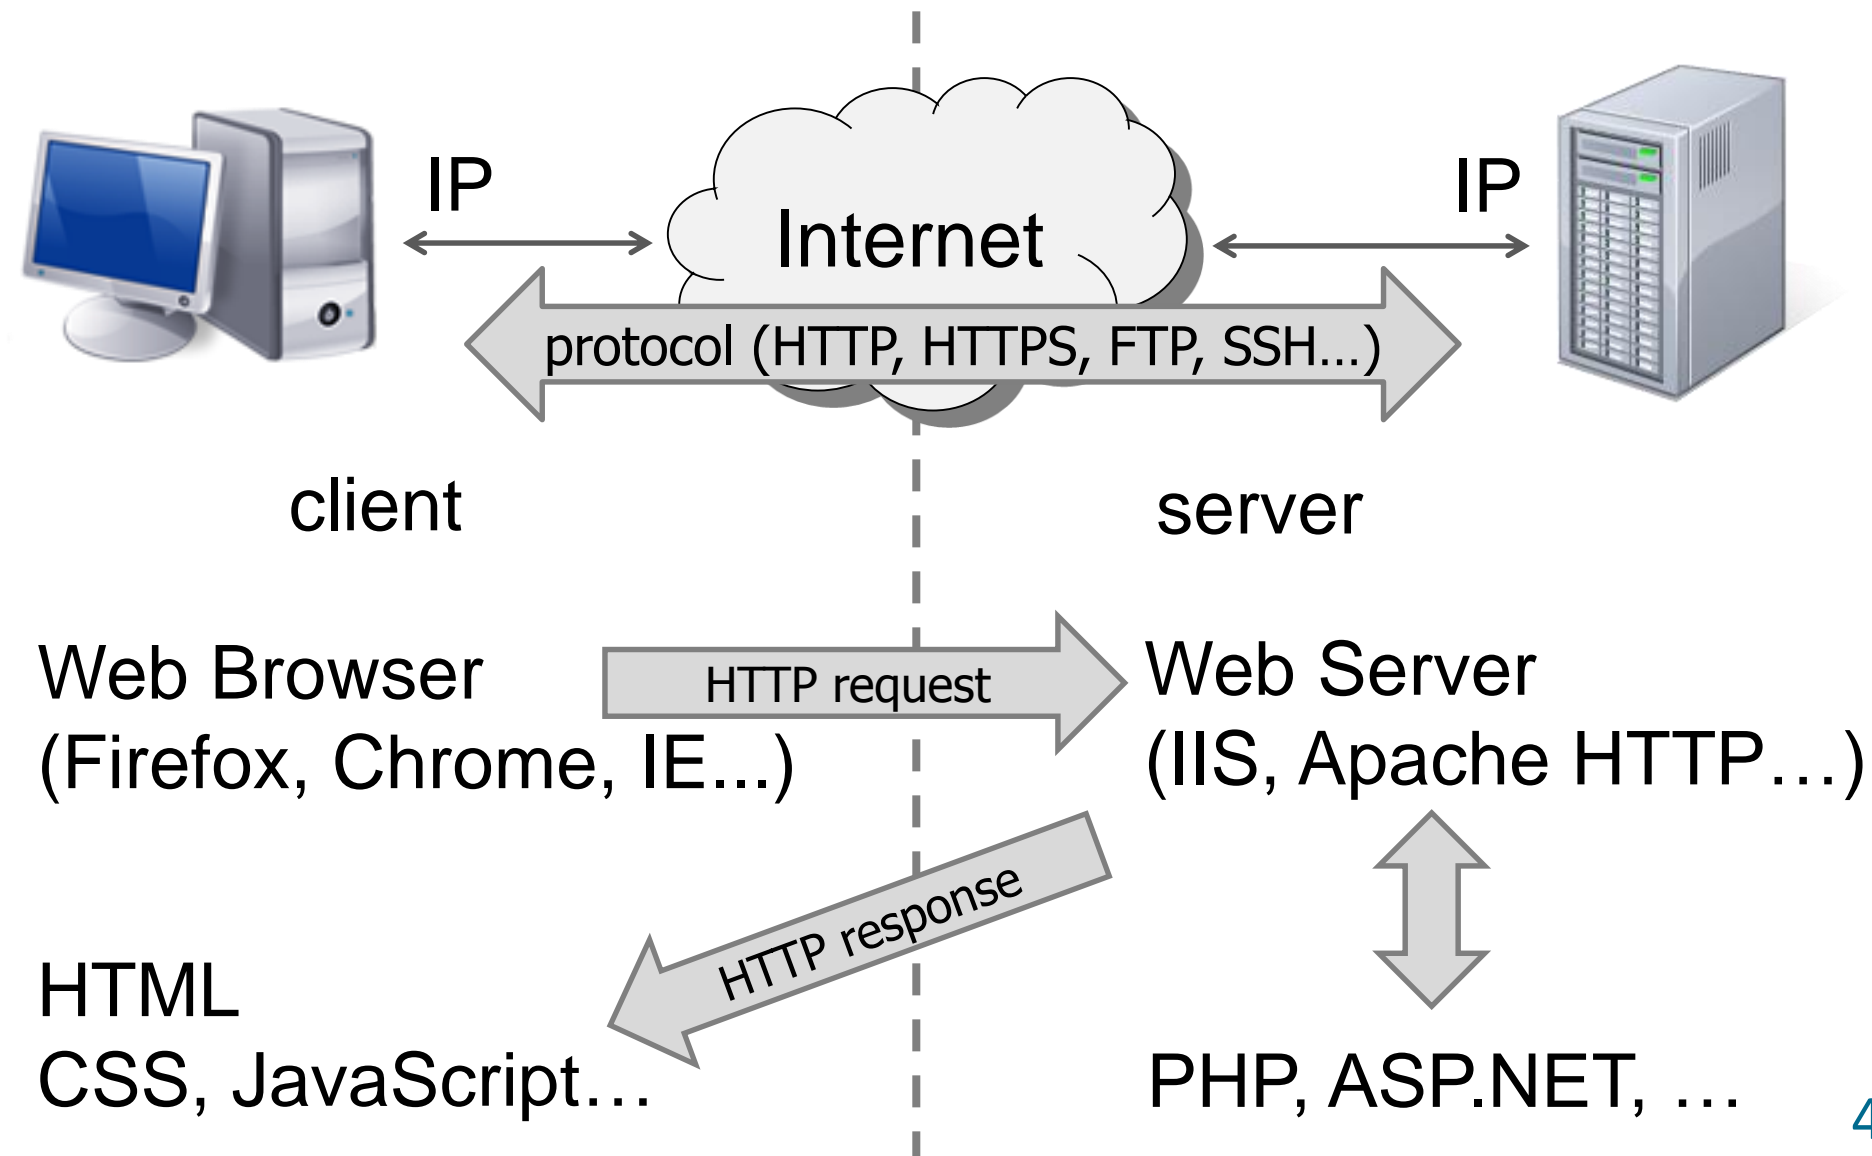 IP
IP
Internet
protocol (HTTP, HTTPS, FTP, SSH…)
client
server
Web Browser
(Firefox, Chrome, IE...)
HTTP request
Web Server
(IIS, Apache HTTP…)
HTTP response
HTML
CSS, JavaScript…
PHP, ASP.NET, …
4